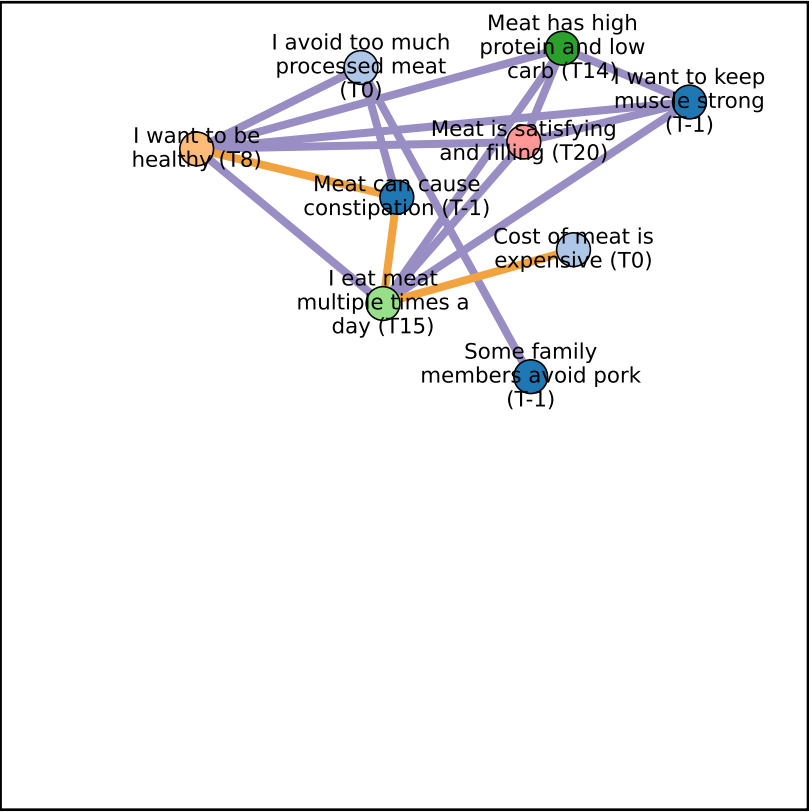 Meat has high
protein and low
carb (T14)
I avoid too much
processed meat
(T0)
I want to keep
muscle strong
(T-1)
I want to be
healthy (T8)
Meat is satisfying
and filling (T20)
Meat can cause
constipation (T-1)
Cost of meat is
expensive (T0)
I eat meat
multiple times a
day (T15)
Some family
members avoid pork
(T-1)